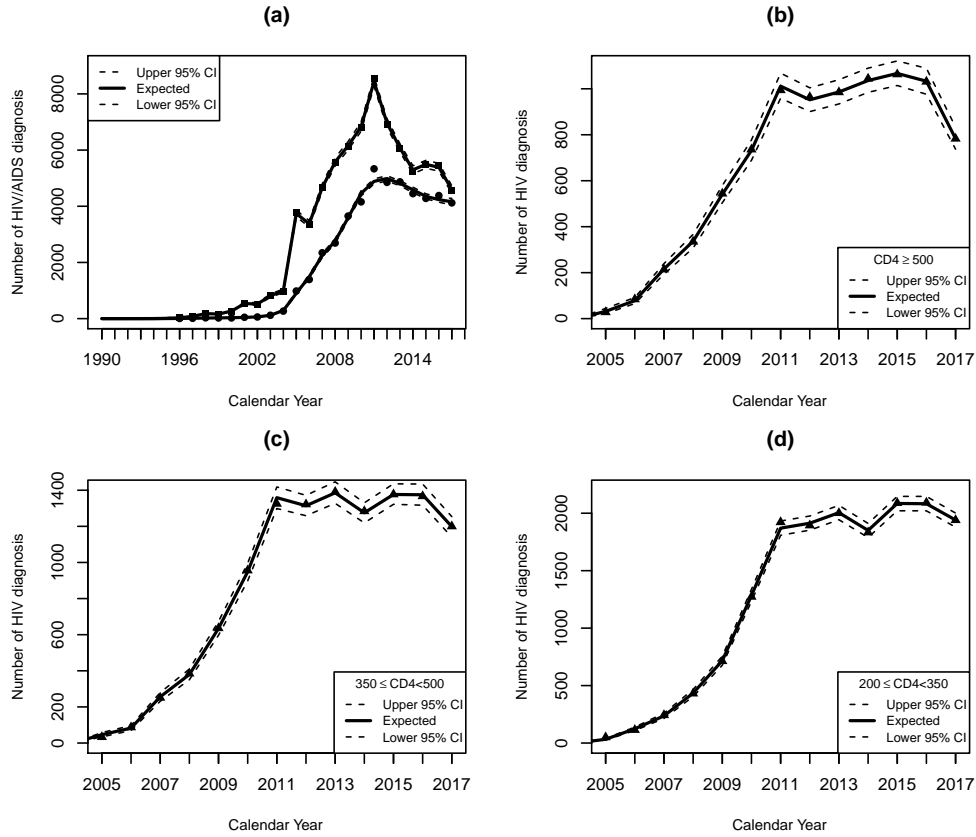 (a)
Number of HIV/AIDS diagnosis
8000
6000
4000
2000
0
Upper 95% CI
Expected
Lower 95% CI
1990 1996 2002 2008 2014
Calendar Year
(b)
Number of HIV diagnosis
800
600
400
200
0
CD4 ≥ 500
Upper 95% CI
Expected
Lower 95% CI
2005 2007 2009 2011 2013 2015 2017
Calendar Year
(c)
Number of HIV diagnosis
1400
1000
600
200
0
350 ≤ CD4<500
Upper 95% CI
Expected
Lower 95% CI
2005 2007 2009 2011 2013 2015 2017
Calendar Year
(d)
Number of HIV diagnosis
2000
1500
1000
500
0
200 ≤ CD4<350
Upper 95% CI
Expected
Lower 95% CI
2005 2007 2009 2011 2013 2015 2017
Calendar Year